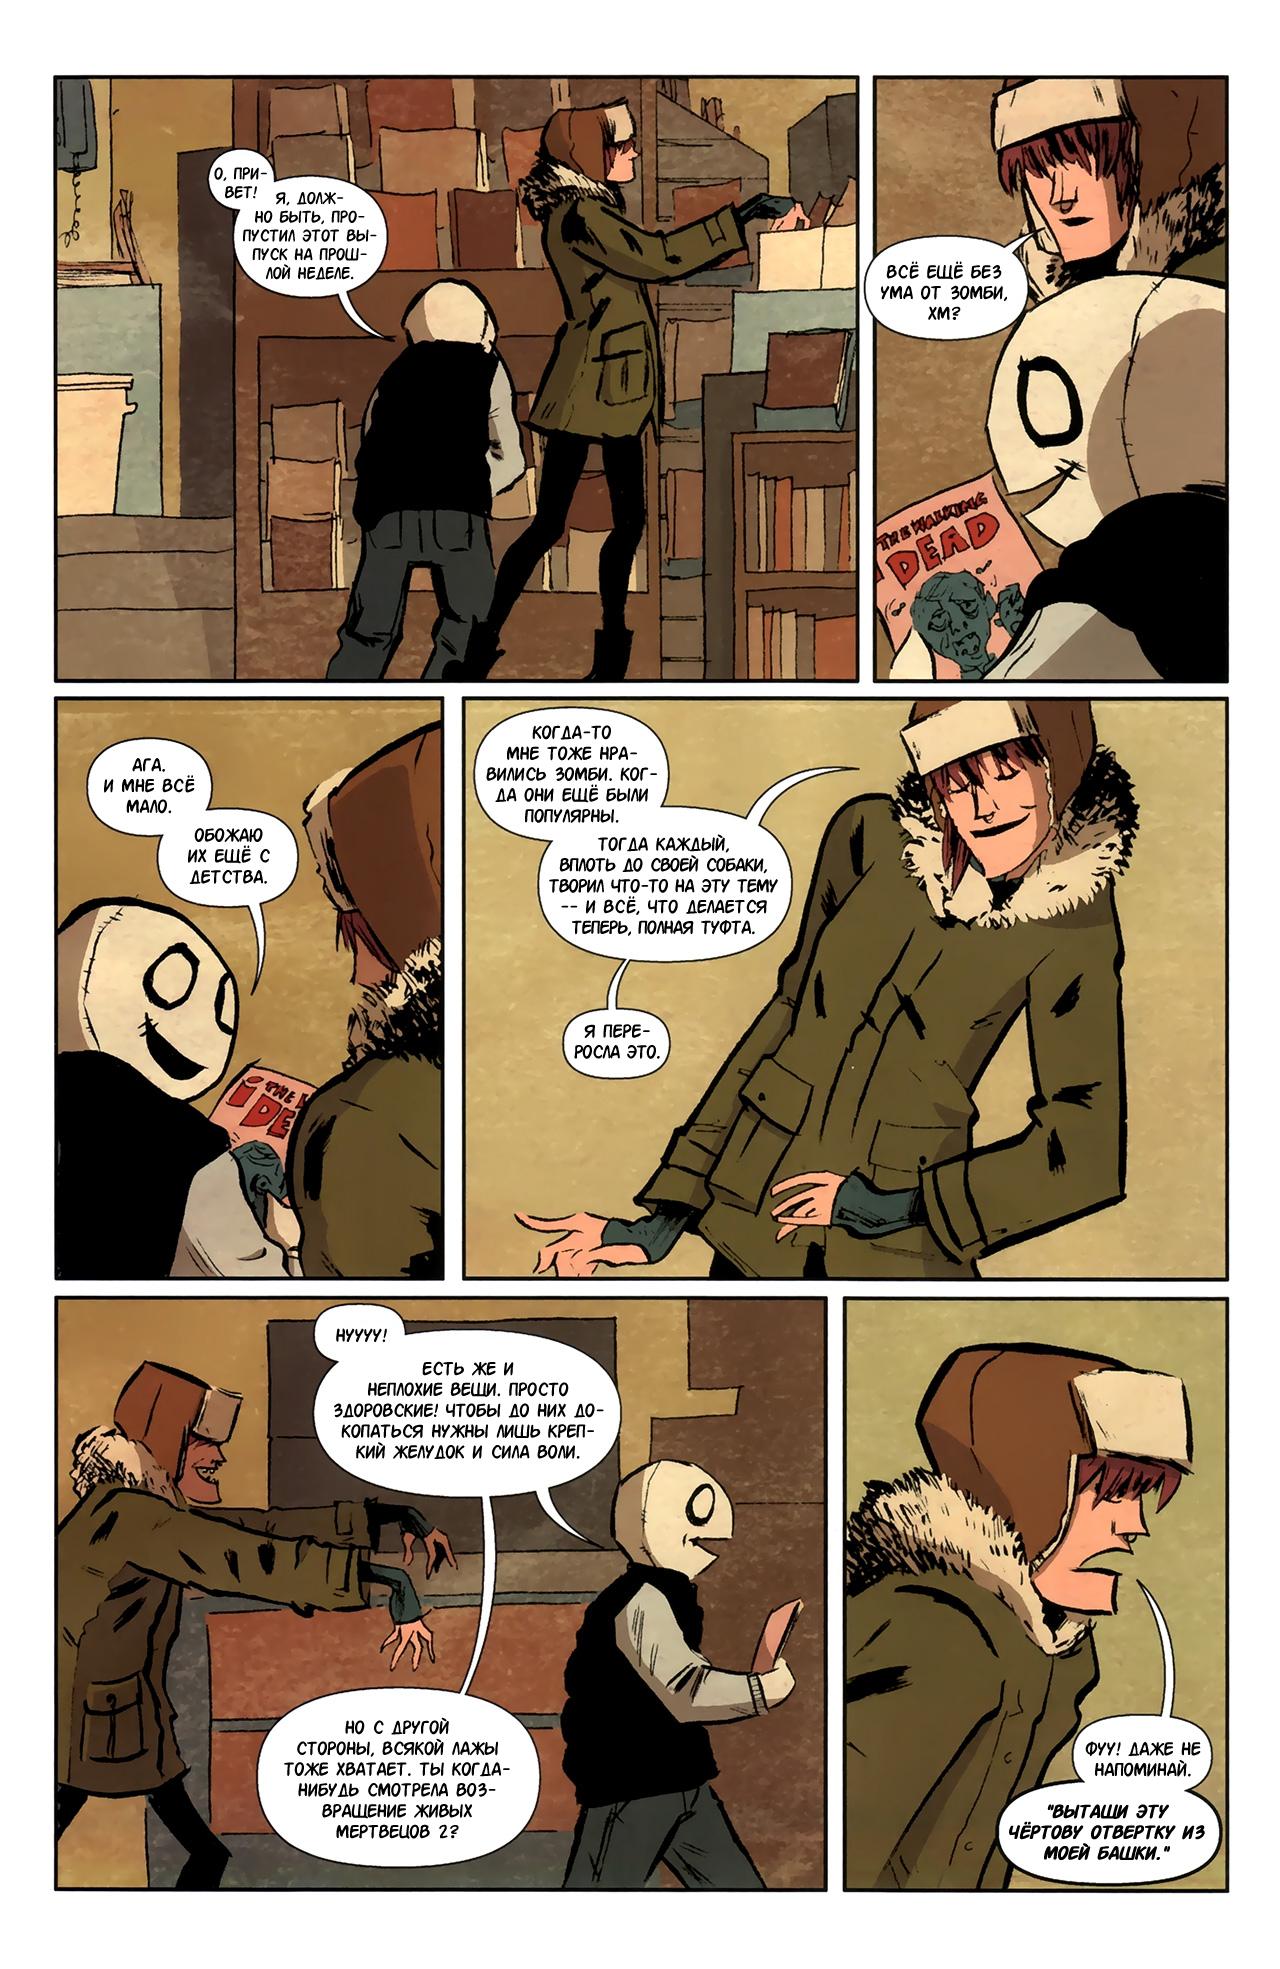 О, ПРИ-
ВЕТ!
Я, ДОЛЖ-
НО БЫТЬ, ПРО-
ПУСТИЛ ЭТОТ ВЫ-
ПУСК НА ПРОШ-
ЛОЙ НЕДЕЛЕ.
ВСЁ ЕЩЁ БЕЗ
УМА ОТ ЗОМБИ,
ХМ?
THE WALKING
DEAD
АГА.
И МНЕ ВСЁ
МАЛО.
ОБОЖАЮ
ИХ ЕЩЁ С
ДЕТСТВА.
THE
DE
КОГДА-ТО
МНЕ ТОЖЕ НРА-
ВИЛИСЬ ЗОМБИ. КОГ-
ДА ОНИ ЕЩЁ БЫЛИ
ПОПУЛЯРНЫ.
ТОГДА КАЖДЫЙ,
ВПЛОТЬ ДО СВОЕЙ СОБАКИ,
ТВОРИЛ ЧТО-ТО НА ЭТУ ТЕМУ
-- И ВСЁ, ЧТО ДЕЛАЕТСЯ
ТЕПЕРЬ, ПОЛНАЯ ТУФТА.
Я ПЕРЕ-
РОСЛА ЭТО.
НУУУУ!
ЕСТЬ ЖЕ И
НЕПЛОХИЕ ВЕЩИ. ПРОСТО
ЗДОРОВСКИЕ! ЧТОБЫ ДО НИХ ДО-
КОПАТЬСЯ НУЖНЫ ЛИШЬ КРЕП-
КИЙ ЖЕЛУДОК И СИЛА ВОЛИ.
НО С ДРУГОЙ
СТОРОНЫ, ВСЯКОЙ ЛАЖЫ
ТОЖЕ ХВАТАЕТ. ТЫ КОГДА-
НИБУДЬ СМОТРЕЛА ВОЗ-
ВРАЩЕНИЕ ЖИВЫХ
МЕРТВЕЦОВ 2?
ФУУ! ДАЖЕ НЕ
НАПОМИНАЙ.
"ВЫТАЩИ ЭТУ
ЧЁРТОВУ ОТВЕРТКУ ИЗ
МОЕЙ БАШКИ."